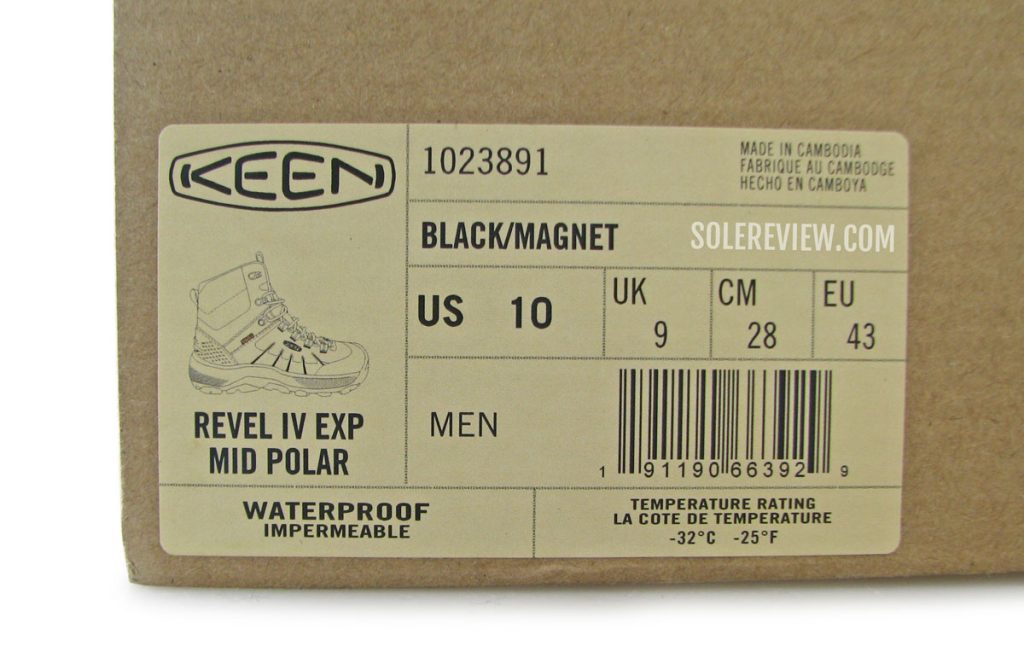 KEEN
1023891
MADE IN CAMBODIA
FABRIQUE AU CAMBODGE
HECHO EN CAMBOYA
BLACK/MAGNET
SOLEREVIEW.COM
US 10
UK
9
CM
28
EU
43
REVEL IV EXP
MID POLAR
MEN
1 91190 66392 9
WATERPROOF
IMPERMEABLE
TEMPERATURE RATING
LA COTE DE TEMPERATURE
-32°C -25°F